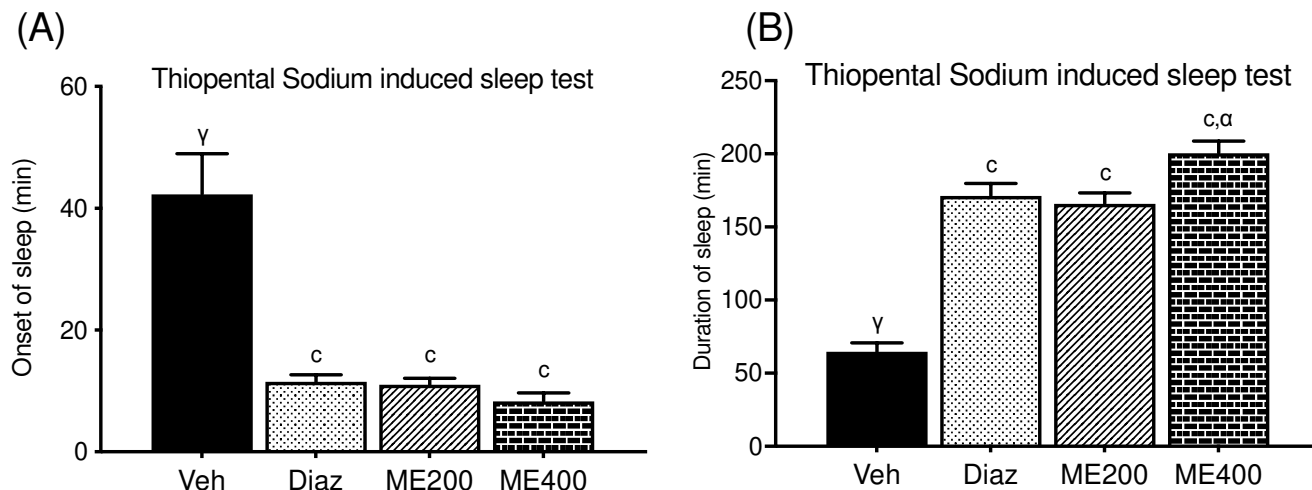 (A)
Thiopental Sodium induced sleep test
Onset of sleep (min)
60
40
20
0
γ
c
c
c
Veh Diaz ME200 ME400
(B)
Thiopental Sodium induced sleep test
Duration of sleep (min)
250
200
150
100
50
0
γ
c
c
c,α
Veh Diaz ME200 ME400